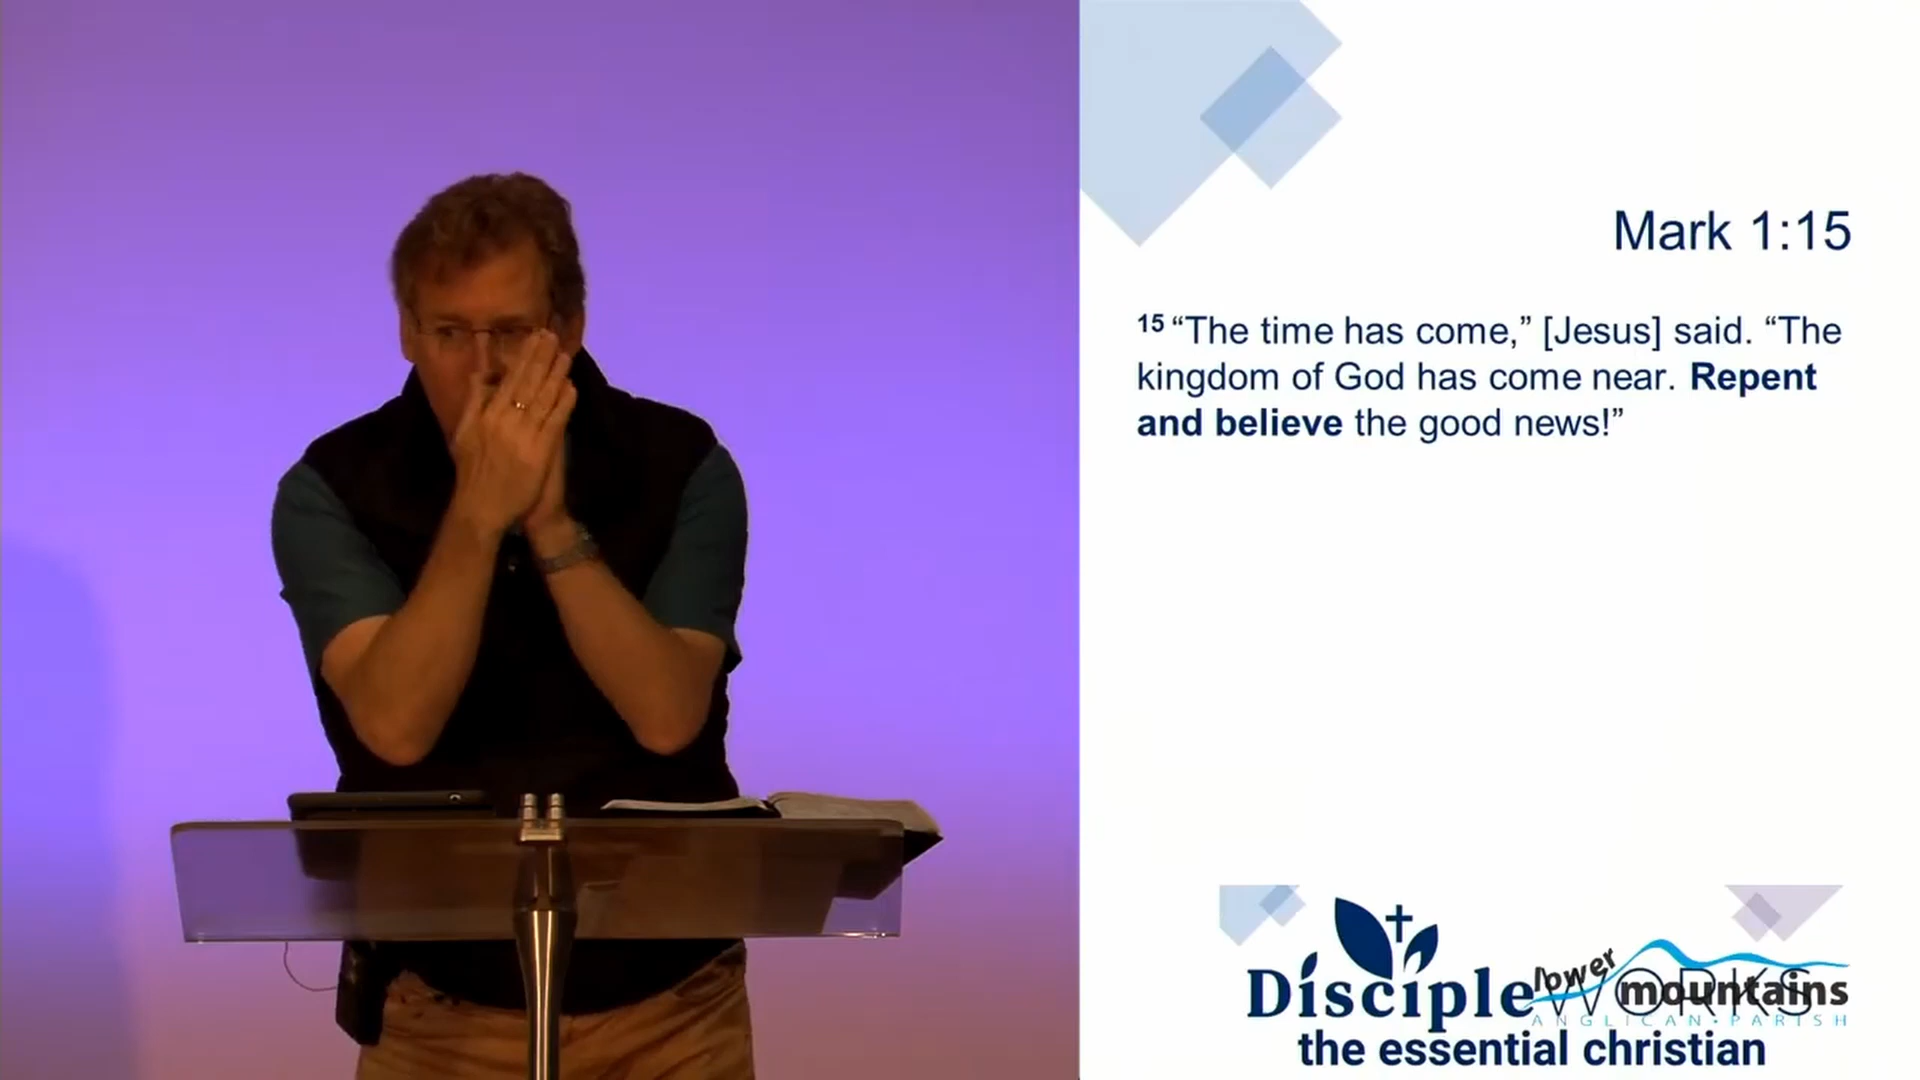 Mark 1:15
15 “The time has come,” [Jesus] said. “The
kingdom of God has come near. Repent
and believe the good news!”
Disciple WORKS
lower
mountains
ANGLICAN PARISH
the essential christian